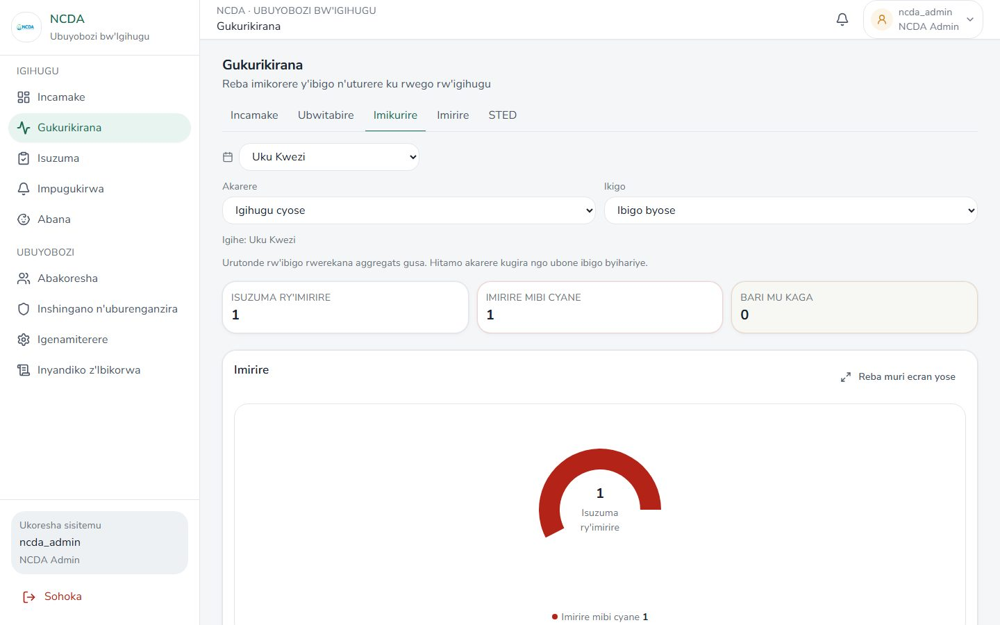 NCDA
NCDA
Ubuyobozi bw'Igihugu
IGIHUGU
Incamake
Gukurikirana
Isuzuma
Impugukirwa
Abana
UBUYOBOZI
Abakoresha
Inshingano n'uburenganzira
Igenamiterere
Inyandiko z'Ibikorwa
Ukoresha sisitemu
ncda_admin
NCDA Admin
Sohoka
NCDA · UBUYOBOZI BW'IGIHUGU
Gukurikirana
ncda_admin
NCDA Admin
Gukurikirana
Reba imikorere y'ibigo n'uturere ku rwego rw'igihugu
Incamake Ubwitabire Imikurire Imirire STED
Uku Kwezi
Akarere Ikigo
Igihugu cyose Ibigo byose
Igihe: Uku Kwezi
Urutonde rw'ibigo rwerekana aggregats gusa. Hitamo akarere kugira ngo ubone ibigo byihariye.
ISUZUMA RY'IMIRIRE IMIRIRE MIBI CYANE BARI MU KAGA
1 1 0
Imirire
Reba muri ecran yose
1
Isuzuma
ry'imirire
Imirire mibi cyane 1